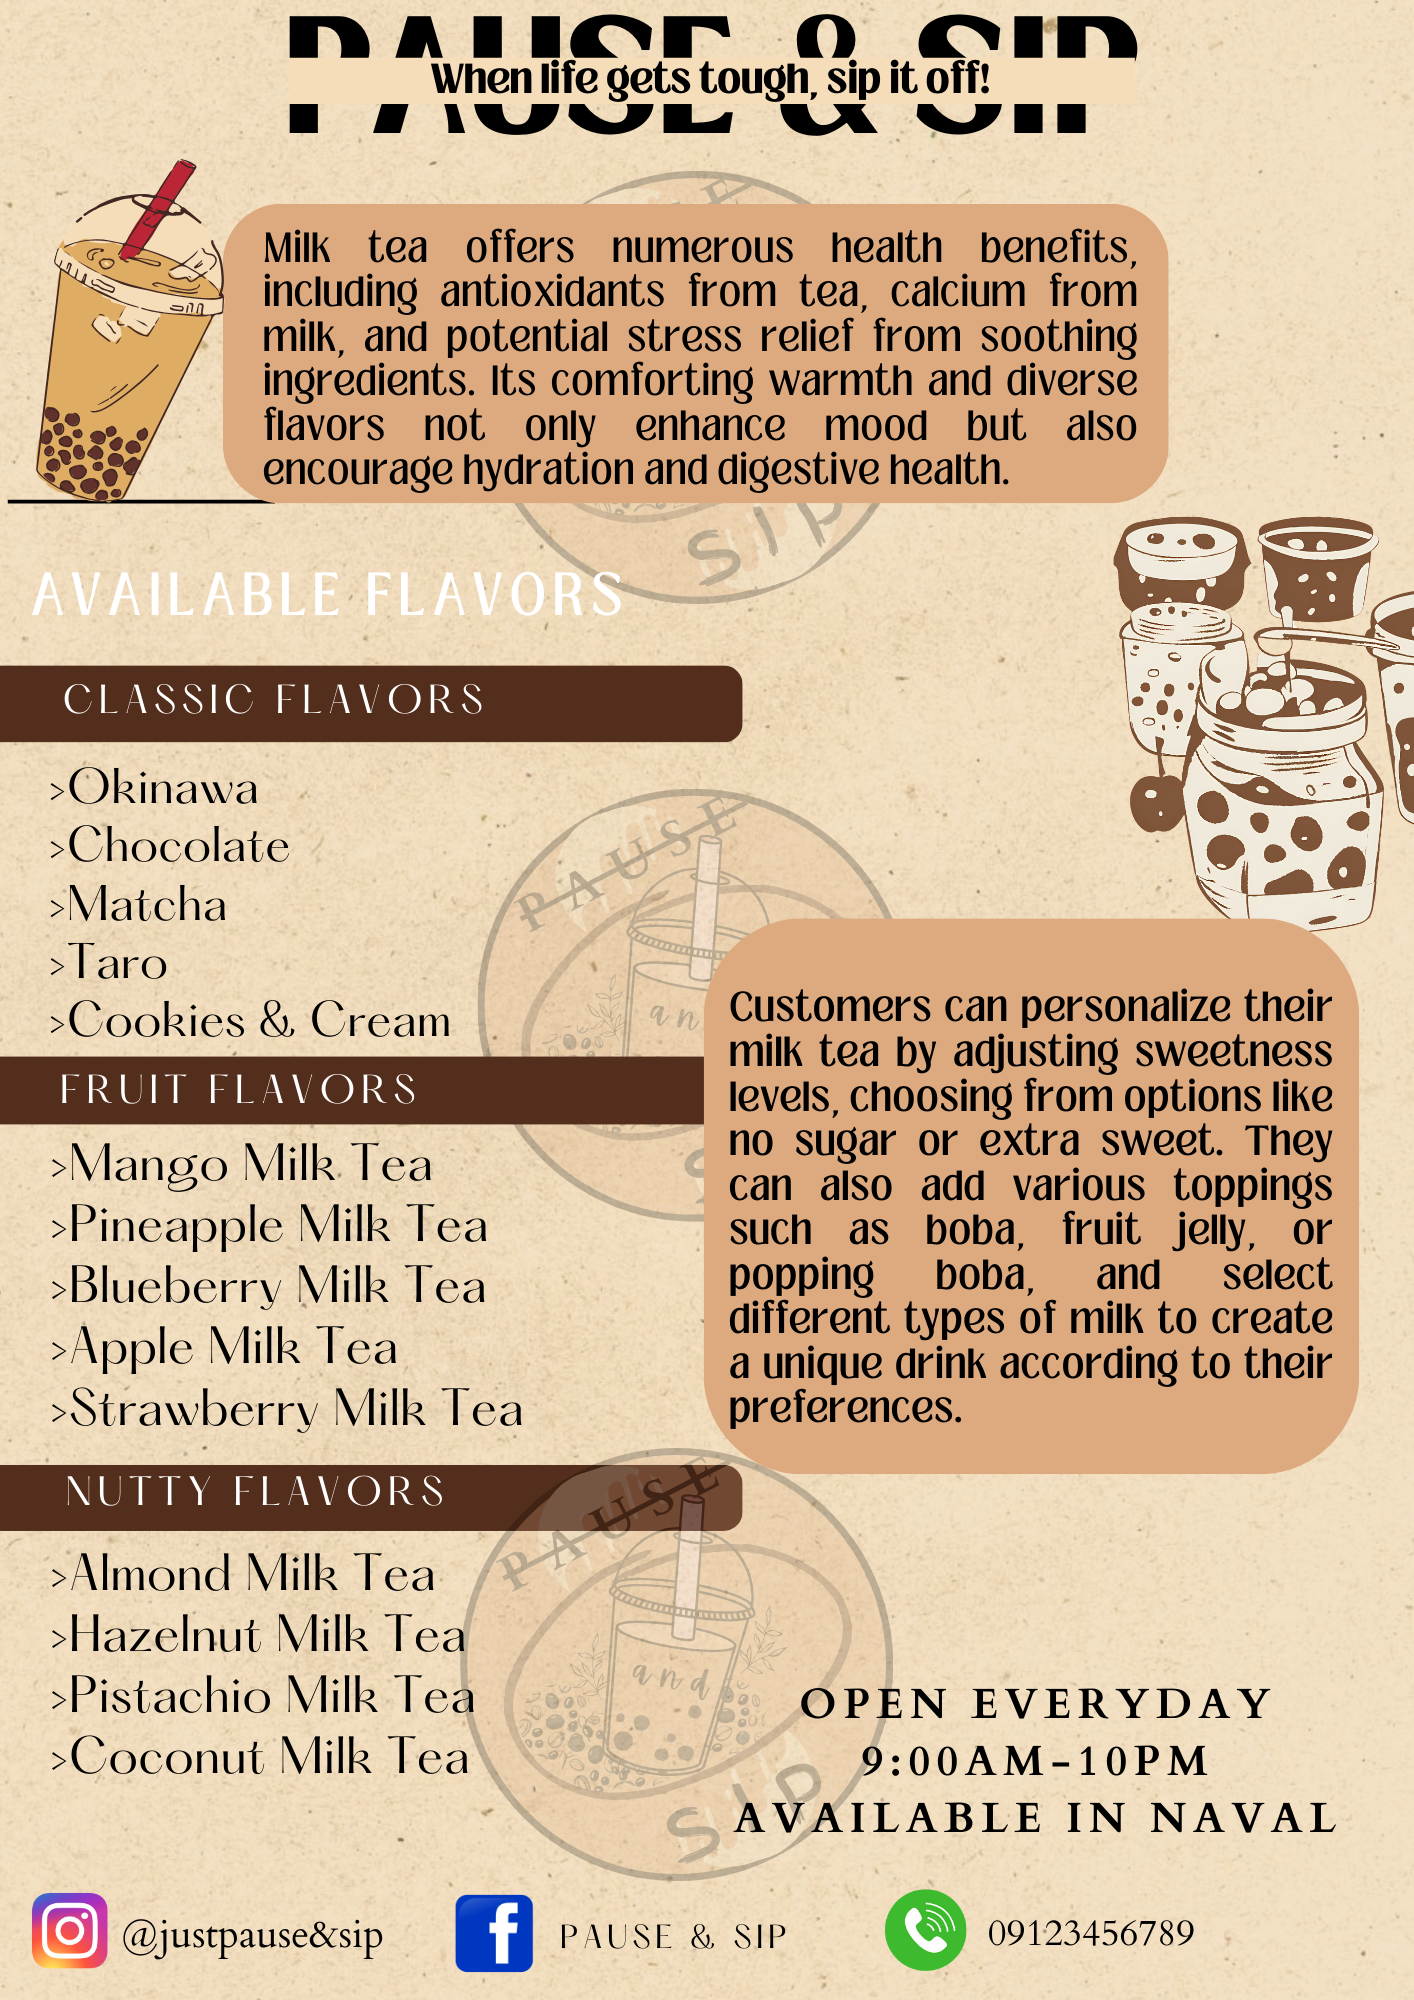 PAUSE & SIP
When life gets tough, sip it off!
PAUSE
Milk tea offers numerous health benefits,
including antioxidants from tea, calcium from
milk, and potential stress relief from soothing
ingredients. Its comforting warmth and diverse
flavors not only enhance mood but also
encourage hydration and digestive health.
Sip
AVAILABLE FLAVORS
CLASSIC FLAVORS
>Okinawa
>Chocolate
>Matcha
>Taro
>Cookies & Cream
PAUSE
an
FRUIT FLAVORS
>Mango Milk Tea
>Pineapple Milk Tea
>Blueberry Milk Tea
>Apple Milk Tea
>Strawberry Milk Tea
Customers can personalize their
milk tea by adjusting sweetness
levels, choosing from options like
no sugar or extra sweet. They
can also add various toppings
such as boba, fruit jelly, or
popping boba, and select
different types of milk to create
a unique drink according to their
preferences.
NUTTY FLAVORS
>Almond Milk Tea
>Hazelnut Milk Tea
>Pistachio Milk Tea
>Coconut Milk Tea
PAUSE
and
Sip
OPEN EVERYDAY
9:00AM-10PM
AVAILABLE IN NAVAL
@justpause&sip
PAUSE & SIP
09123456789